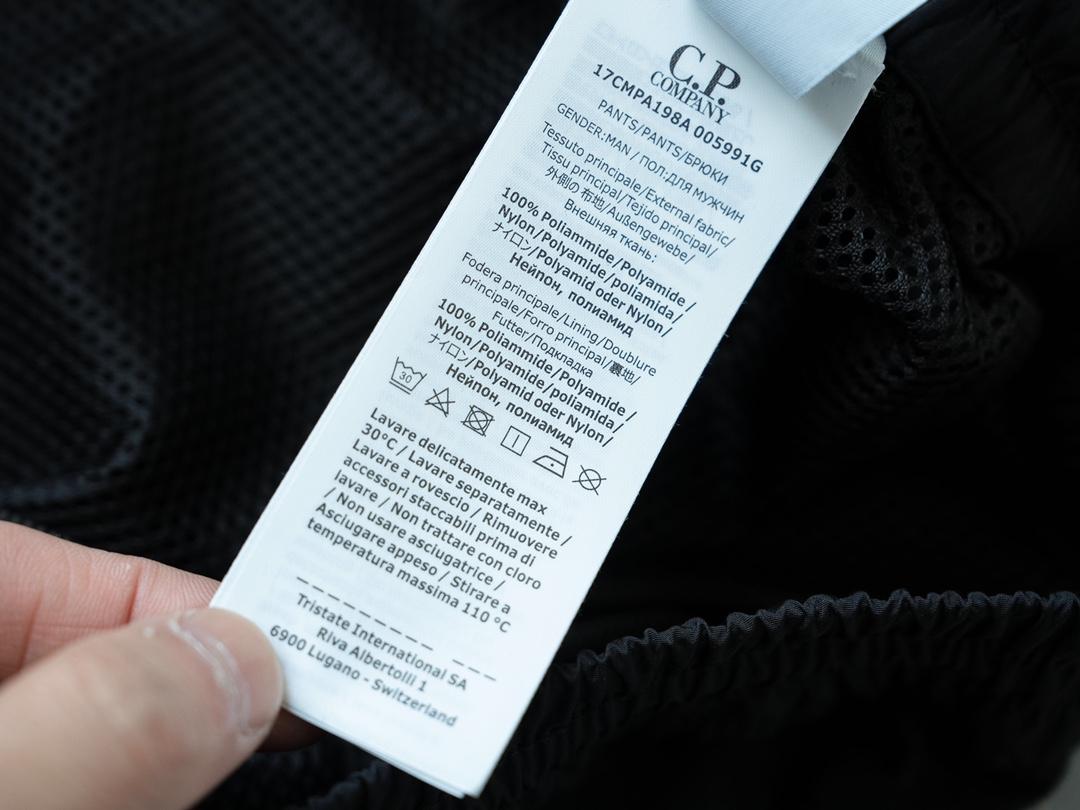 C.P.
COMPANY
17CMPA198A 005991G
PANTS/PANTS/БРЮКИ
GENDER:MAN / ПОЛ:ДЛЯ МУЖЧИН
Tessuto principale/External fabric/
Tissu principal/Tejido principal/
外側の 布地/Außengewebe/
Внешняя ткань:
100% Poliammide/Polyamide /
Nylon/Polyamide/poliamida /
ナイロン/Polyamid oder Nylon/
Нейлон, полиамид
Fodera principale/Lining/Doublure
principale/Forro principal/裏地/
Futter/Подкладка
100% Poliammide/Polyamide /
Nylon/Polyamide/poliamida /
ナイロン/Polyamid oder Nylon/
Нейлон, полиамид
30
Lavare delicatamente max
30°C / Lavare separatamente /
Lavare a rovescio / Rimuovere
accessori staccabili prima di
lavare / Non trattare con cloro
/ Non usare asciugatrice /
Asciugare appeso / Stirare a
temperatura massima 110 °C
Tristate International SA
Riva Albertolli 1
6900 Lugano - Switzerland